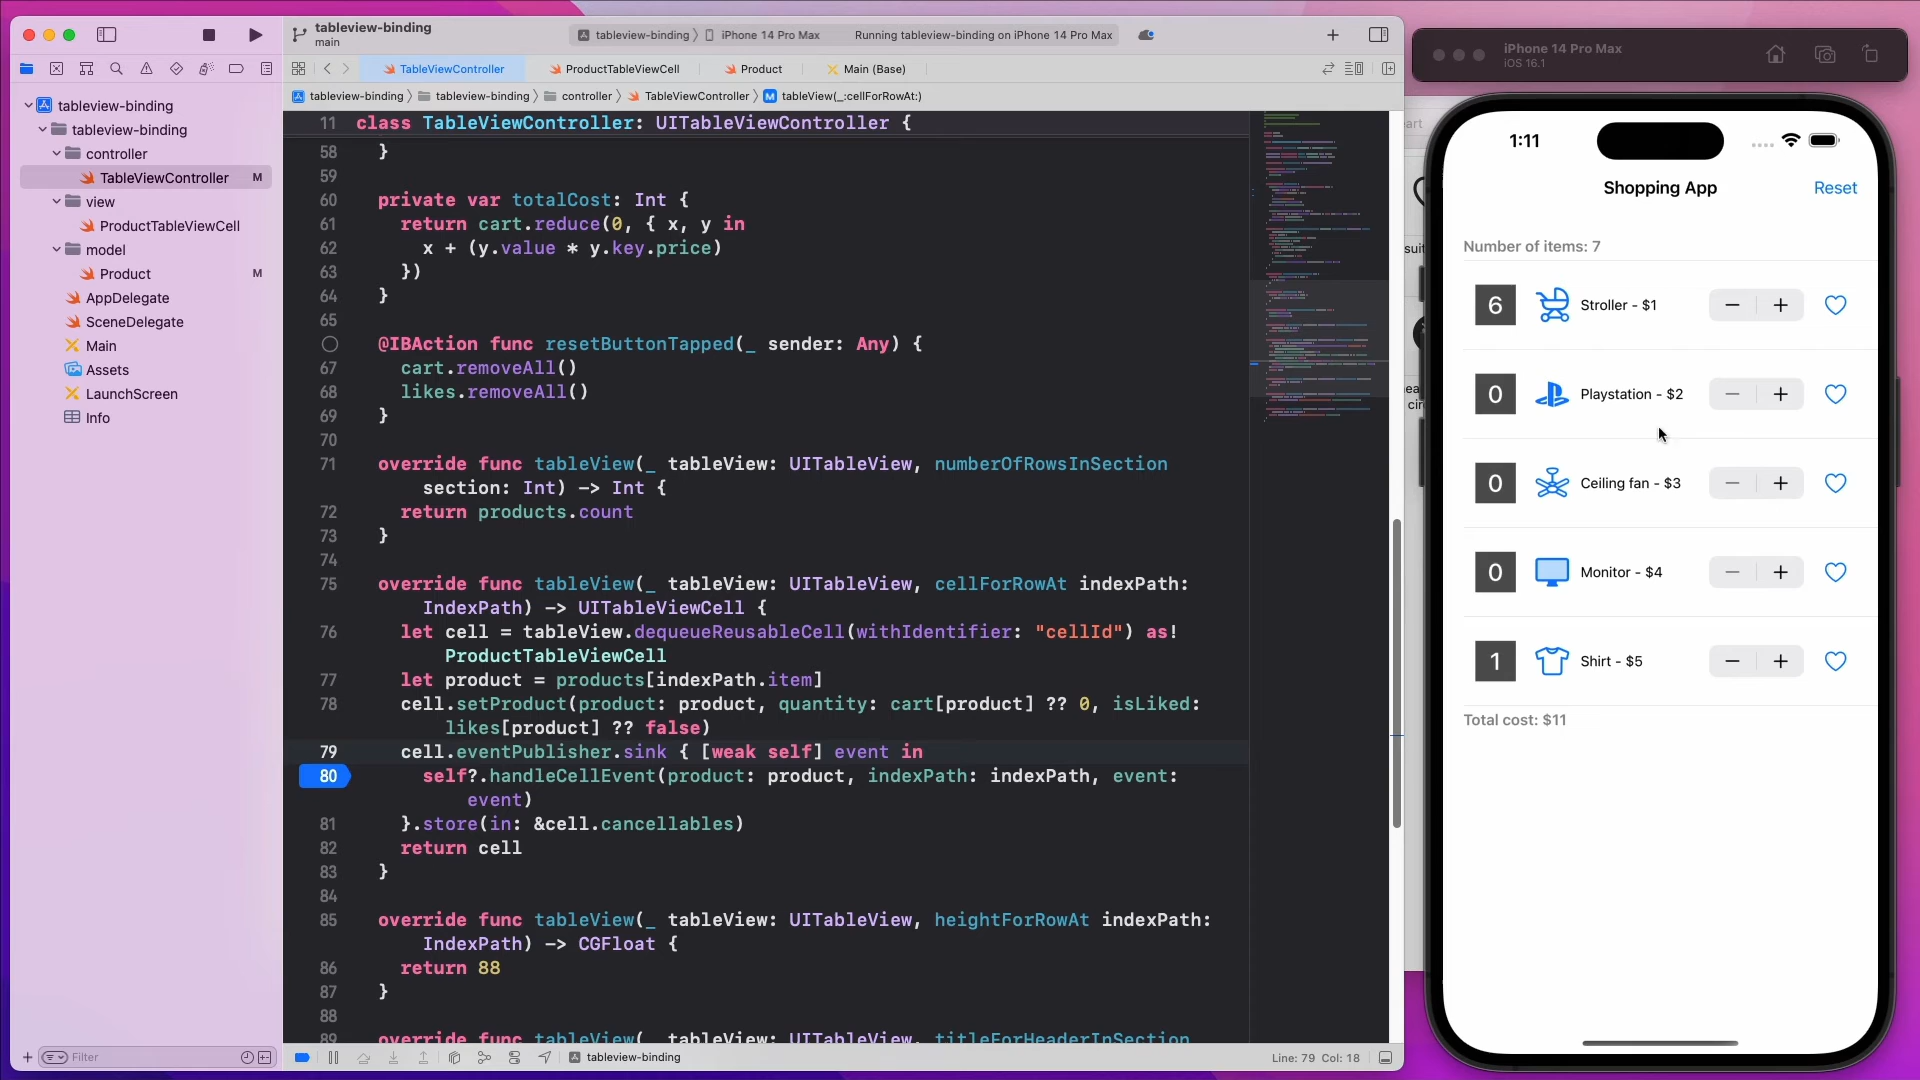 tableview-binding
main
tableview-binding
iPhone 14 Pro Max
Running tableview-binding on iPhone 14 Pro Max
TableViewController
ProductTableViewCell
Product
Main (Base)
tableview-binding
tableview-binding
controller
TableViewController
M
tableView(_:cellForRowAt:)
tableview-binding
tableview-binding
controller
TableViewController M
view
ProductTableViewCell
model
Product M
AppDelegate
SceneDelegate
Main
Assets
LaunchScreen
Info
Filter
11 class TableViewController: UITableViewController {
58 }
59
60 private var totalCost: Int {
61 return cart.reduce(0, { x, y in
62 x + (y.value * y.key.price)
63 })
64 }
65
@IBAction func resetButtonTapped(_ sender: Any) {
67 cart.removeAll()
68 likes.removeAll()
69 }
70
71 override func tableView(_ tableView: UITableView, numberOfRowsInSection
section: Int) -> Int {
72 return products.count
73 }
74
75 override func tableView(_ tableView: UITableView, cellForRowAt indexPath:
IndexPath) -> UITableViewCell {
76 let cell = tableView.dequeueReusableCell(withIdentifier: "cellId") as!
ProductTableViewCell
77 let product = products[indexPath.item]
78 cell.setProduct(product: product, quantity: cart[product] ?? 0, isLiked:
likes[product] ?? false)
79 cell.eventPublisher.sink { [weak self] event in
80 self?.handleCellEvent(product: product, indexPath: indexPath, event:
event)
81 }.store(in: &cell.cancellables)
82 return cell
83 }
84
85 override func tableView(_ tableView: UITableView, heightForRowAt indexPath:
IndexPath) -> CGFloat {
86 return 88
87 }
88
89 override func tableView(_ tableView: UITableView, titleForHeaderInSection
tableview-binding
Line: 79 Col: 18
iPhone 14 Pro Max
iOS 16.1
1:11
Shopping App
Reset
Number of items: 7
6 Stroller - $1
0 Playstation - $2
0 Ceiling fan - $3
0 Monitor - $4
1 Shirt - $5
Total cost: $11